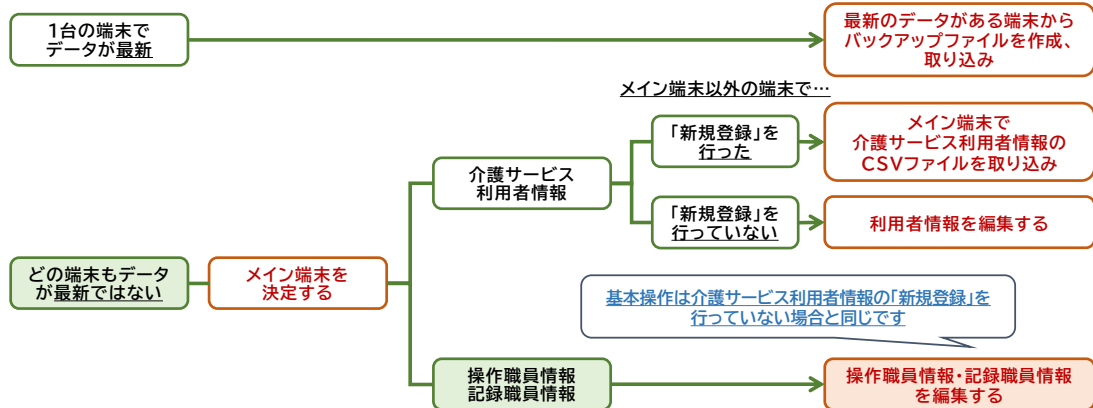 1台の端末で
データが最新
最新のデータがある端末から
バックアップファイルを作成、
取り込み
メイン端末以外の端末で…
「新規登録」を
行った
メイン端末で
介護サービス利用者情報の
CSVファイルを取り込み
介護サービス
利用者情報
「新規登録」を
行っていない
利用者情報を編集する
どの端末もデータ
が最新ではない
メイン端末を
決定する
基本操作は介護サービス利用者情報の「新規登録」を
行っていない場合と同じです
操作職員情報
記録職員情報
操作職員情報・記録職員情報
を編集する